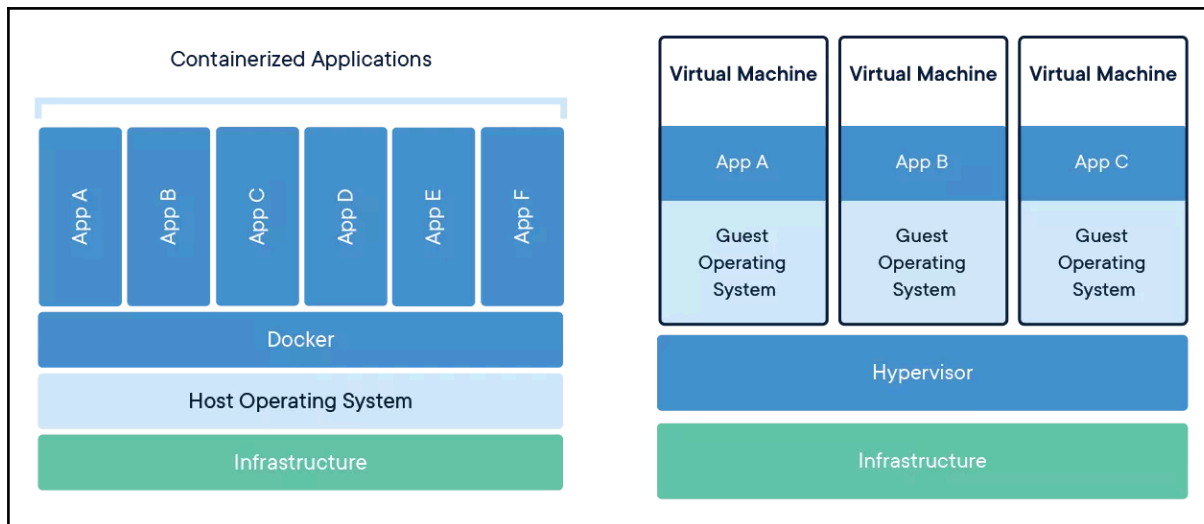 Containerized Applications
App A
App B
App C
App D
App E
App F
Docker
Host Operating System
Infrastructure
Virtual Machine
App A
Guest
Operating
System
Virtual Machine
App B
Guest
Operating
System
Virtual Machine
App C
Guest
Operating
System
Hypervisor
Infrastructure